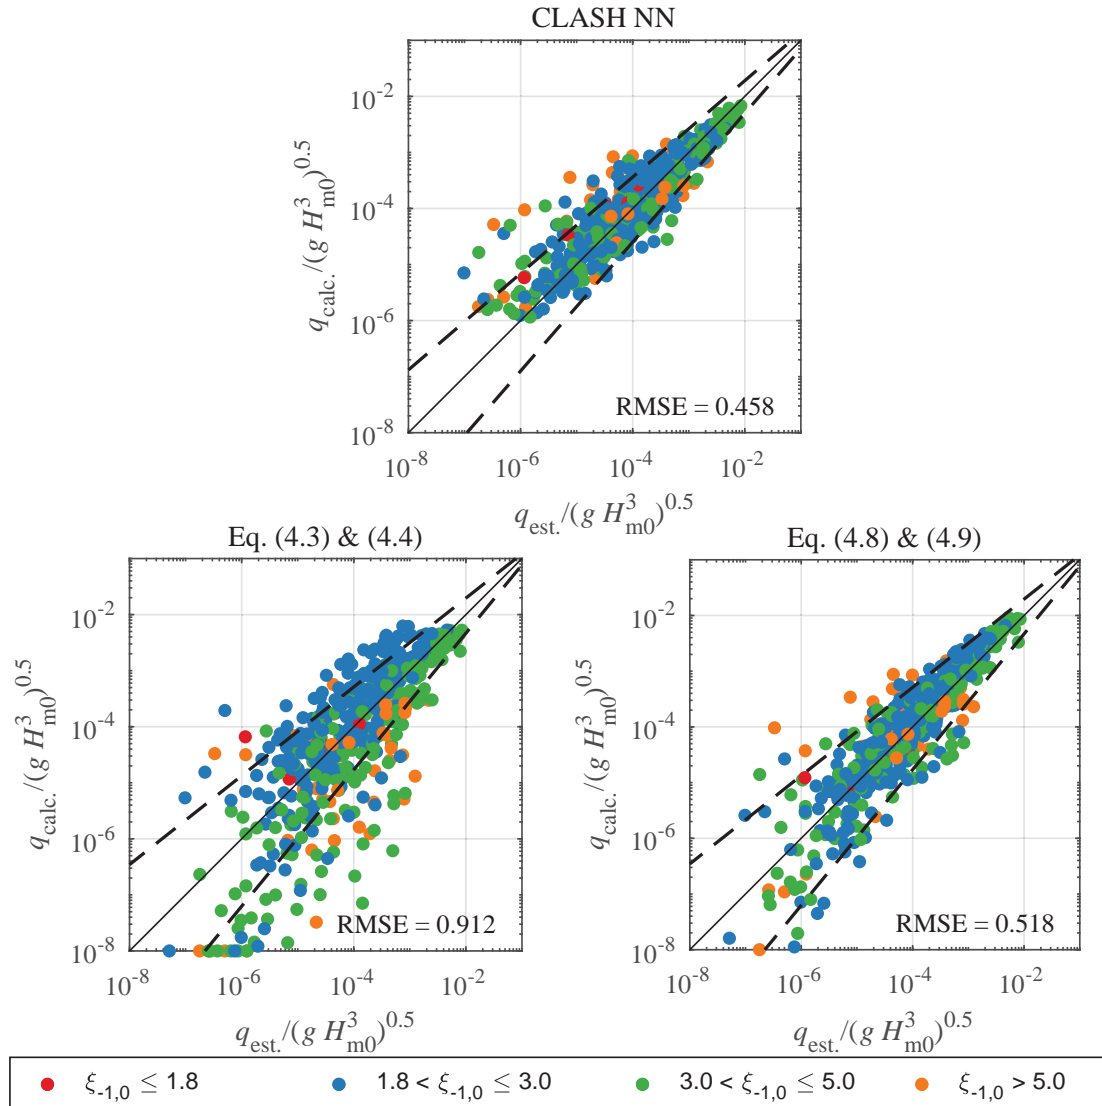 CLASH NN
q_calc./(g H^3_m0)^0.5
10^-2
10^-4
10^-6
10^-8
RMSE = 0.458
10^-8 10^-6 10^-4 10^-2
q_est./(g H^3_m0)^0.5
Eq. (4.3) & (4.4)
q_calc./(g H^3_m0)^0.5
10^-2
10^-4
10^-6
10^-8
RMSE = 0.912
10^-8 10^-6 10^-4 10^-2
q_est./(g H^3_m0)^0.5
Eq. (4.8) & (4.9)
q_calc./(g H^3_m0)^0.5
10^-2
10^-4
10^-6
10^-8
RMSE = 0.518
10^-8 10^-6 10^-4 10^-2
q_est./(g H^3_m0)^0.5
ξ_-1,0 ≤ 1.8 1.8 < ξ_-1,0 ≤ 3.0 3.0 < ξ_-1,0 ≤ 5.0 ξ_-1,0 > 5.0